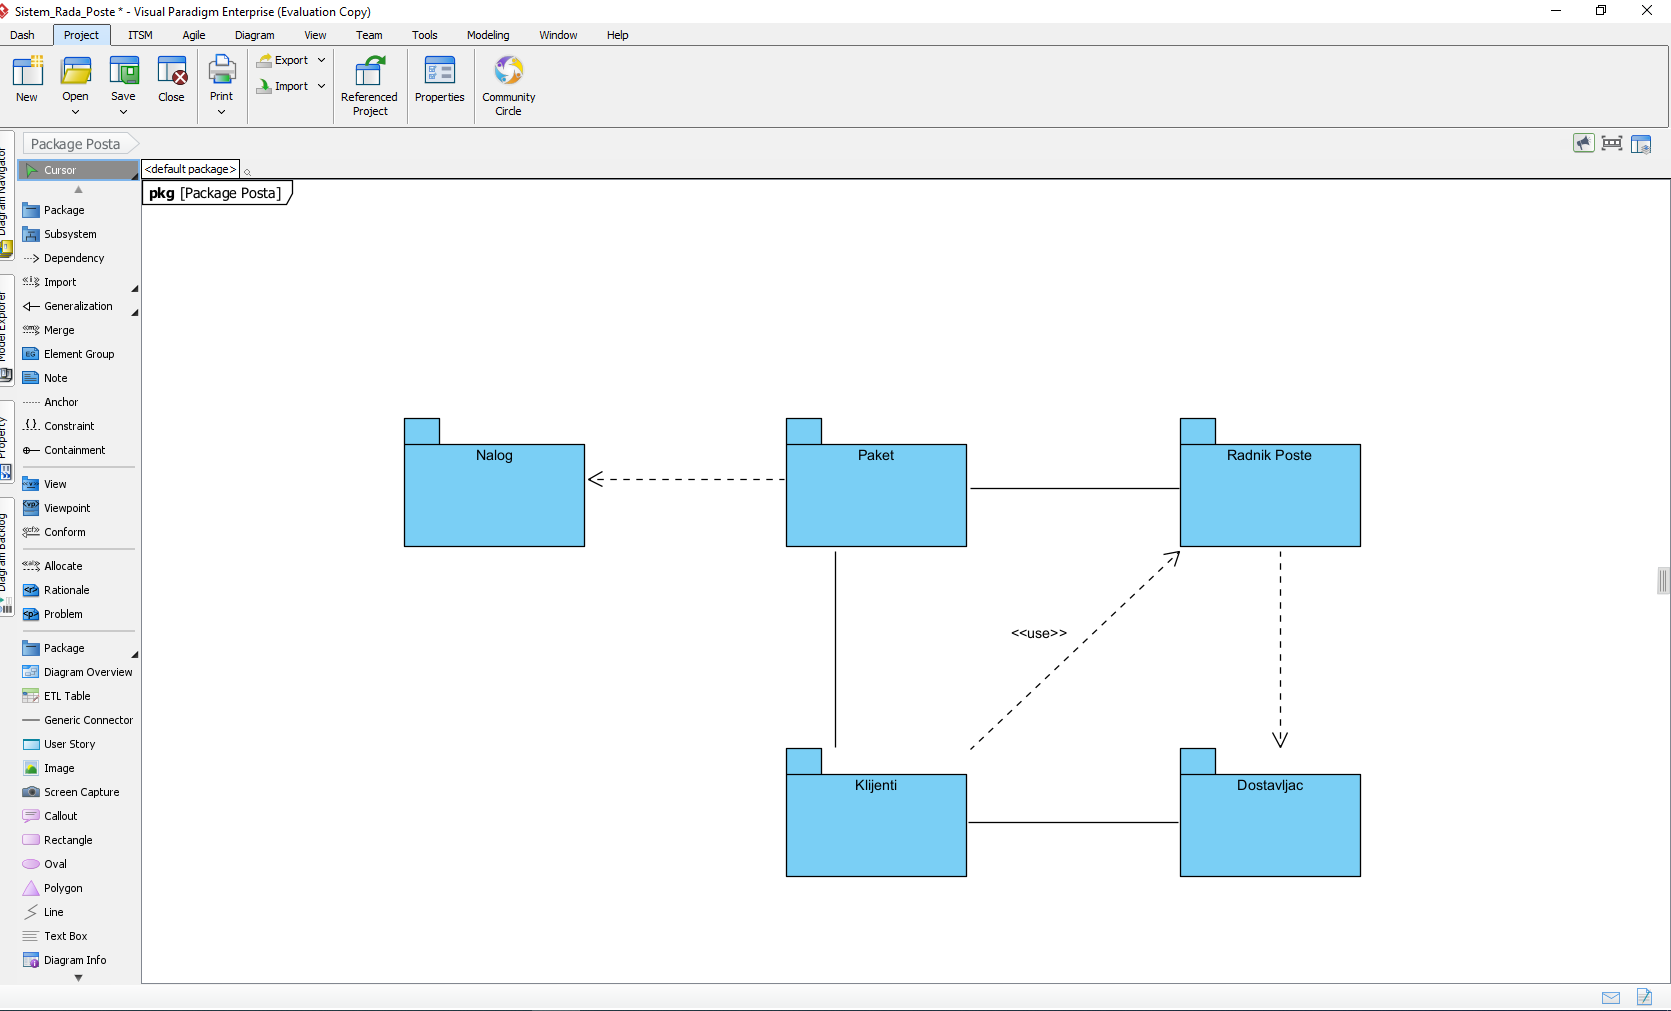 Sistem_Rada_Poste * - Visual Paradigm Enterprise (Evaluation Copy)
Dash Project ITSM Agile Diagram View Team Tools Modeling Window Help
New
Open
Save
Close
Print
Export
Import
Referenced
Project
Properties
Community
Circle
Package Posta
Diagram Navigator
Model Explorer
Property
Diagram Backlog
Cursor
Package
Subsystem
Dependency
Import
Generalization
Merge
Element Group
Note
Anchor
Constraint
Containment
View
Viewpoint
Conform
Allocate
Rationale
Problem
Package
Diagram Overview
ETL Table
Generic Connector
User Story
Image
Screen Capture
Callout
Rectangle
Oval
Polygon
Line
Text Box
Diagram Info
<default package>
pkg [Package Posta]
Nalog
Paket
Radnik Poste
<<use>>
Klijenti
Dostavljac